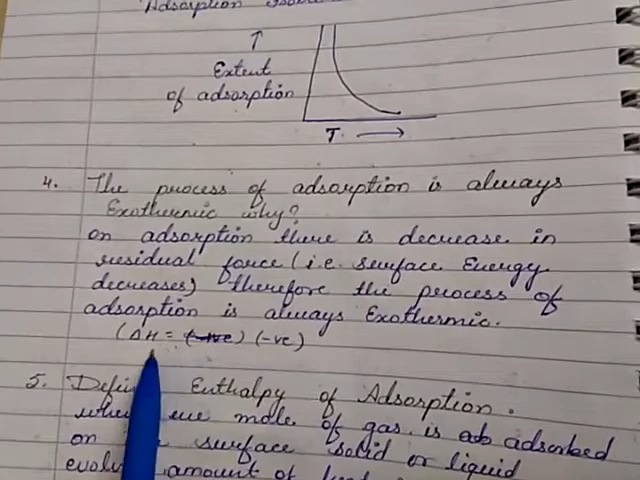 Adsorption
↑
Extent
of adsorption
T. →
4. The process of adsorption is always
Exothermic why?
on adsorption there is decrease in
residual force (i.e. surface Energy
decreases) therefore the process of
adsorption is always Exothermic.
(ΔH = (-ve)
5. Enthalpy of Adsorption.
mole of gas is adsorbed
on surface solid or liquid
amount of